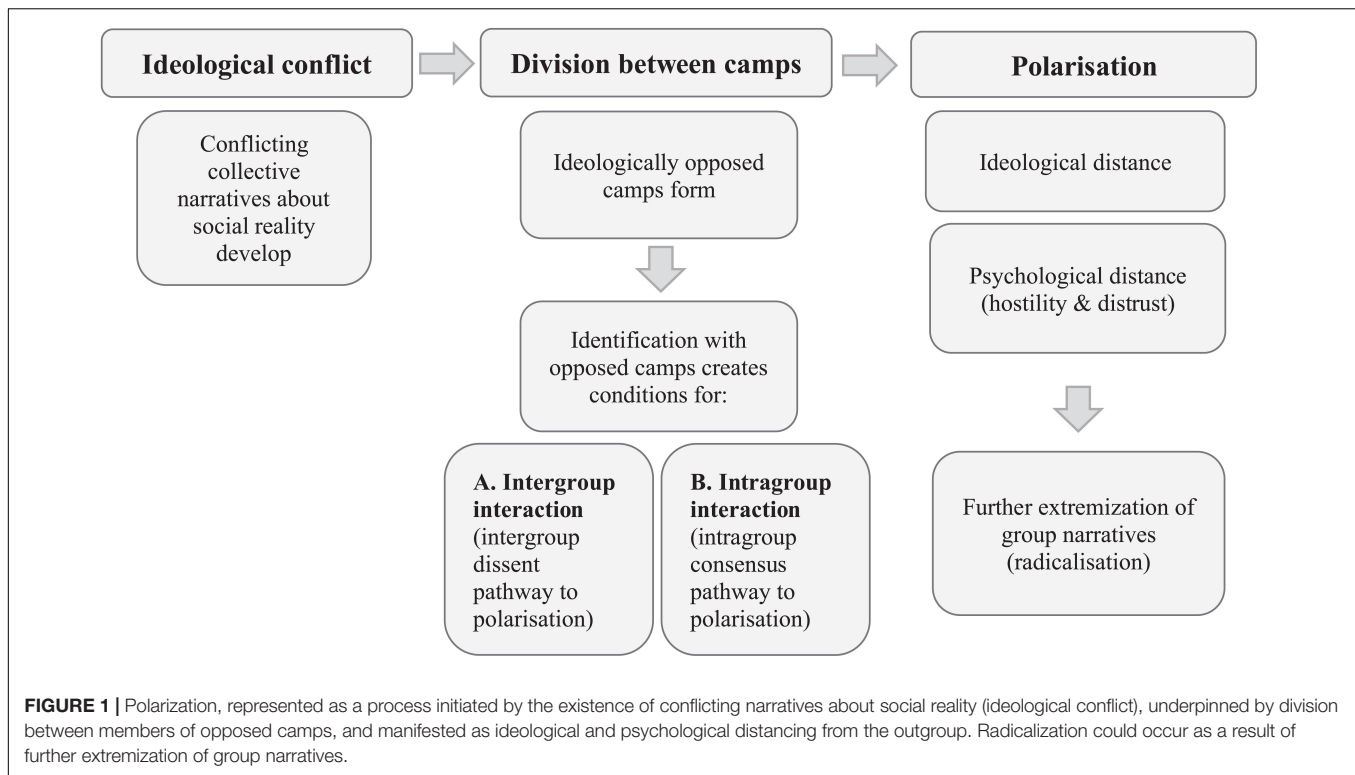 Ideological conflict
Division between camps
Polarisation
Conflicting
collective
narratives about
social reality
develop
Ideologically opposed
camps form
Identification with
opposed camps creates
conditions for:
A. Intergroup
interaction
(intergroup
dissent
pathway to
polarisation)
B. Intragroup
interaction
(intragroup
consensus
pathway to
polarisation)
Ideological distance
Psychological distance
(hostility & distrust)
Further extremization of
group narratives
(radicalisation)
FIGURE 1 | Polarization, represented as a process initiated by the existence of conflicting narratives about social reality (ideological conflict), underpinned by division
between members of opposed camps, and manifested as ideological and psychological distancing from the outgroup. Radicalization could occur as a result of
further extremization of group narratives.